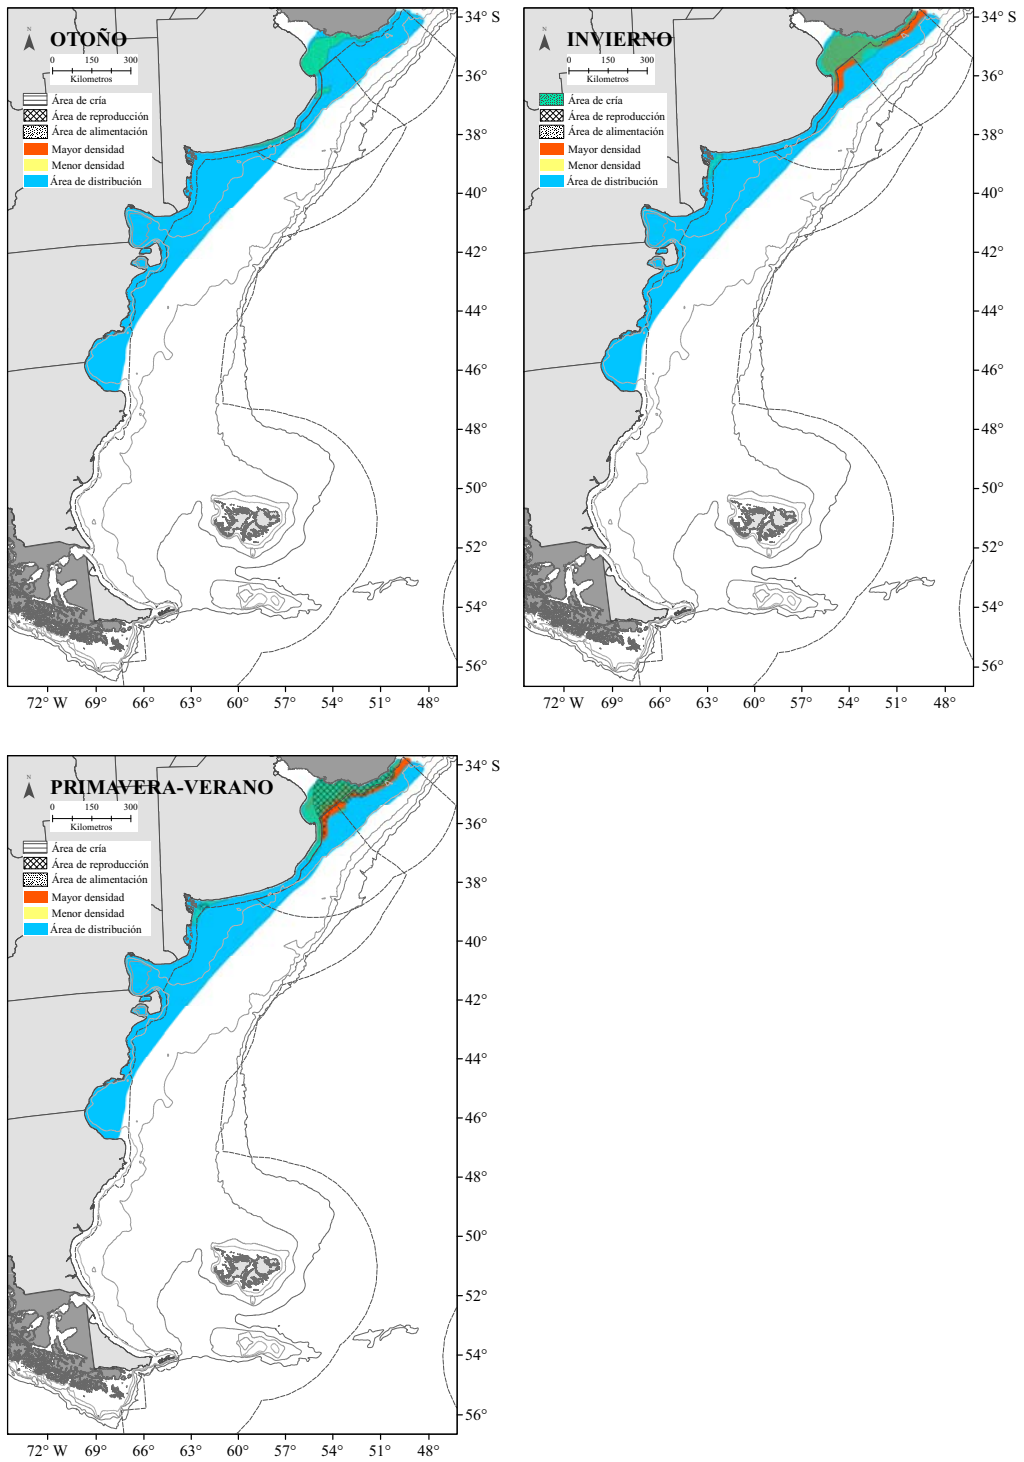 N
OTOÑO
0 150 300
Kilometros
Área de cría
Área de reproducción
Área de alimentación
Mayor densidad
Menor densidad
Área de distribución
34° S
36°
38°
40°
42°
44°
46°
48°
50°
52°
54°
56°
72° W 69° 66° 63° 60° 57° 54° 51° 48°
N
INVIERNO
0 150 300
Kilometros
Área de cría
Área de reproducción
Área de alimentación
Mayor densidad
Menor densidad
Área de distribución
34° S
36°
38°
40°
42°
44°
46°
48°
50°
52°
54°
56°
72° W 69° 66° 63° 60° 57° 54° 51° 48°
N
PRIMAVERA-VERANO
0 150 300
Kilometros
Área de cría
Área de reproducción
Área de alimentación
Mayor densidad
Menor densidad
Área de distribución
34° S
36°
38°
40°
42°
44°
46°
48°
50°
52°
54°
56°
72° W 69° 66° 63° 60° 57° 54° 51° 48°